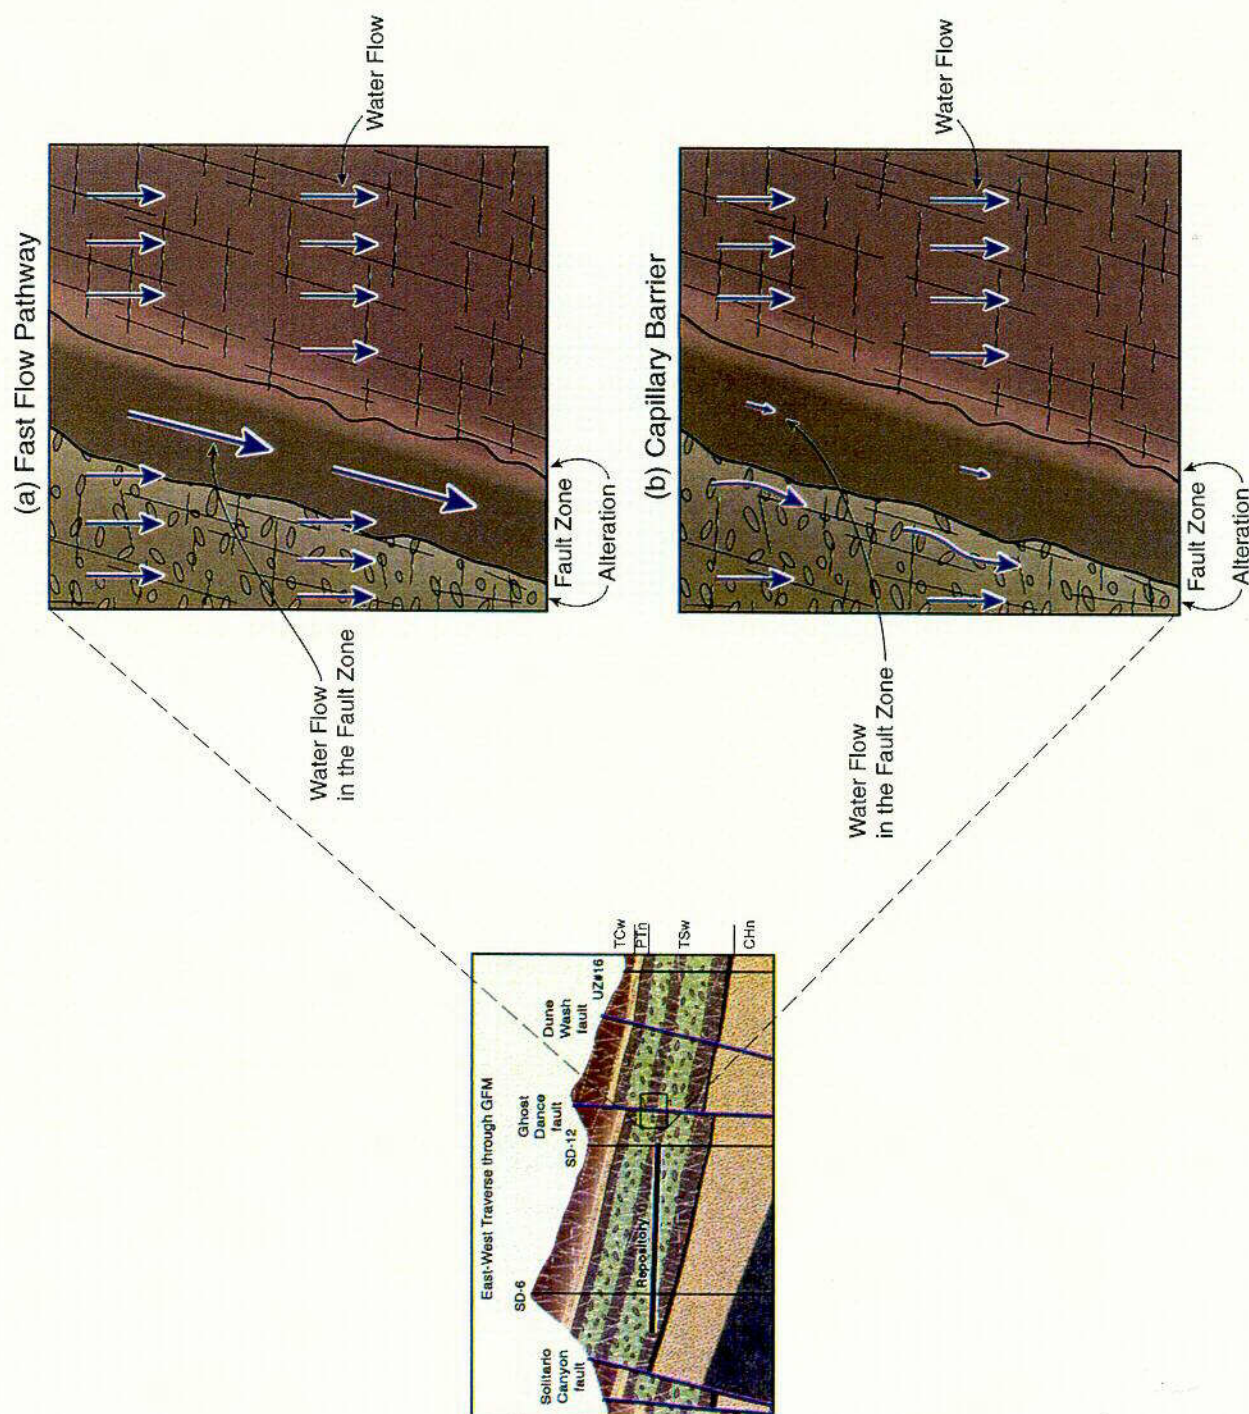 (a) Fast Flow Pathway
Water Flow
Water Flow
in the Fault Zone
Fault Zone
Alteration
(b) Capillary Barrier
Water Flow
Water Flow
in the Fault Zone
Fault Zone
Alteration
East-West Traverse through GFM
Solitario
Canyon
fault
SD-6
SD-12
Ghost
Dance
fault
Dune
Wash
fault
UZ#16
TCw
PTn
TSw
CHn
Repository